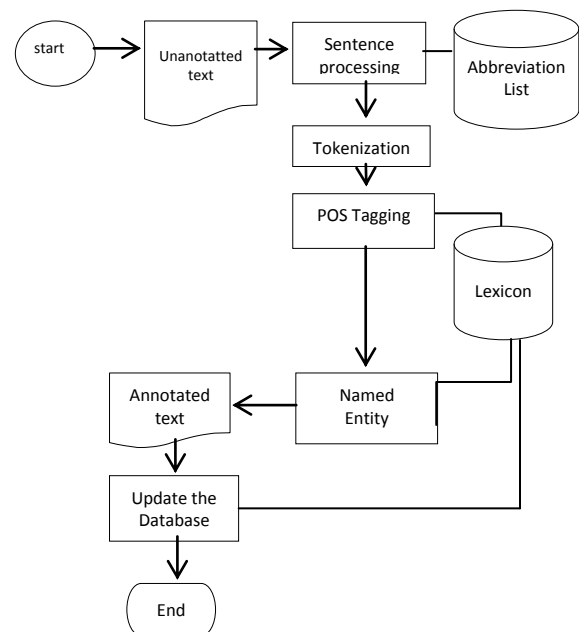 start
Unanotatted
text
Sentence
processing
Abbreviation
List
Tokenization
POS Tagging
Lexicon
Named
Entity
Annotated
text
Update the
Database
End